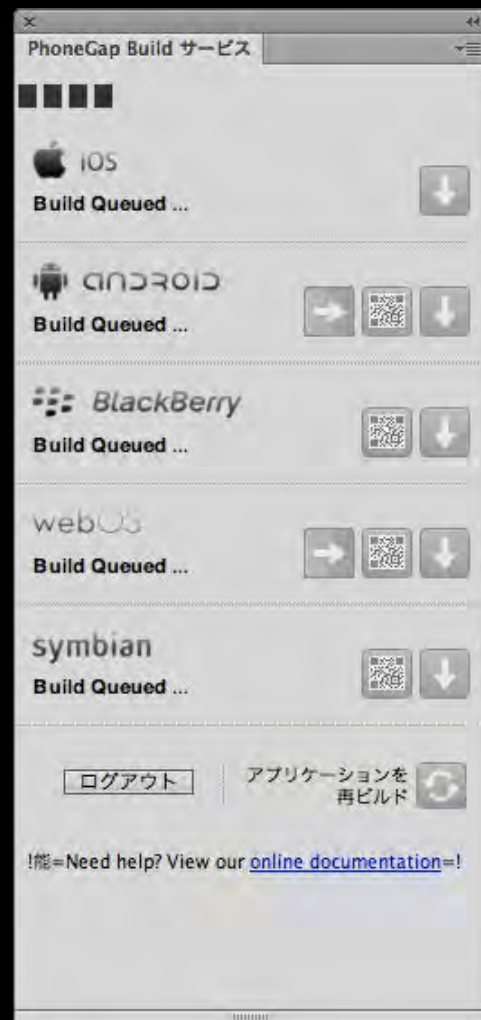 PhoneGap Build サービス
iOS
Build Queued ...
android
Build Queued ...
BlackBerry
Build Queued ...
webOS
Build Queued ...
symbian
Build Queued ...
ログアウト
アプリケーションを
再ビルド
!能=Need help? View our online documentation=!